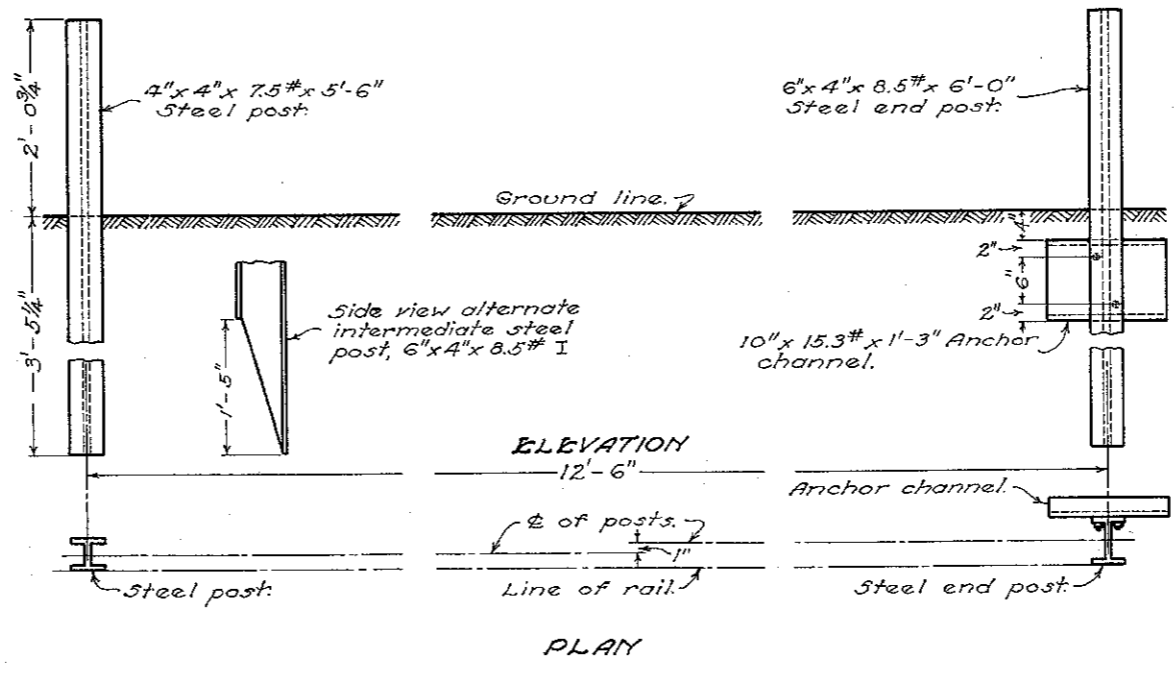 4"x 4"x 7.5# x 5'-6"
Steel post.
6"x 4"x 8.5# x 6'-0"
Steel end post.
2'-0¾"
Ground line.
4"
2"
6"
2"
3'-5¼"
Side view alternate
intermediate steel
post, 6"x4"x 8.5# I
1'-5"
10"x 15.3# x 1'-3" Anchor
channel.
ELEVATION
12'-6"
Anchor channel.
℄ of posts.
1"
Steel post.
Line of rail.
Steel end post.
PLAN